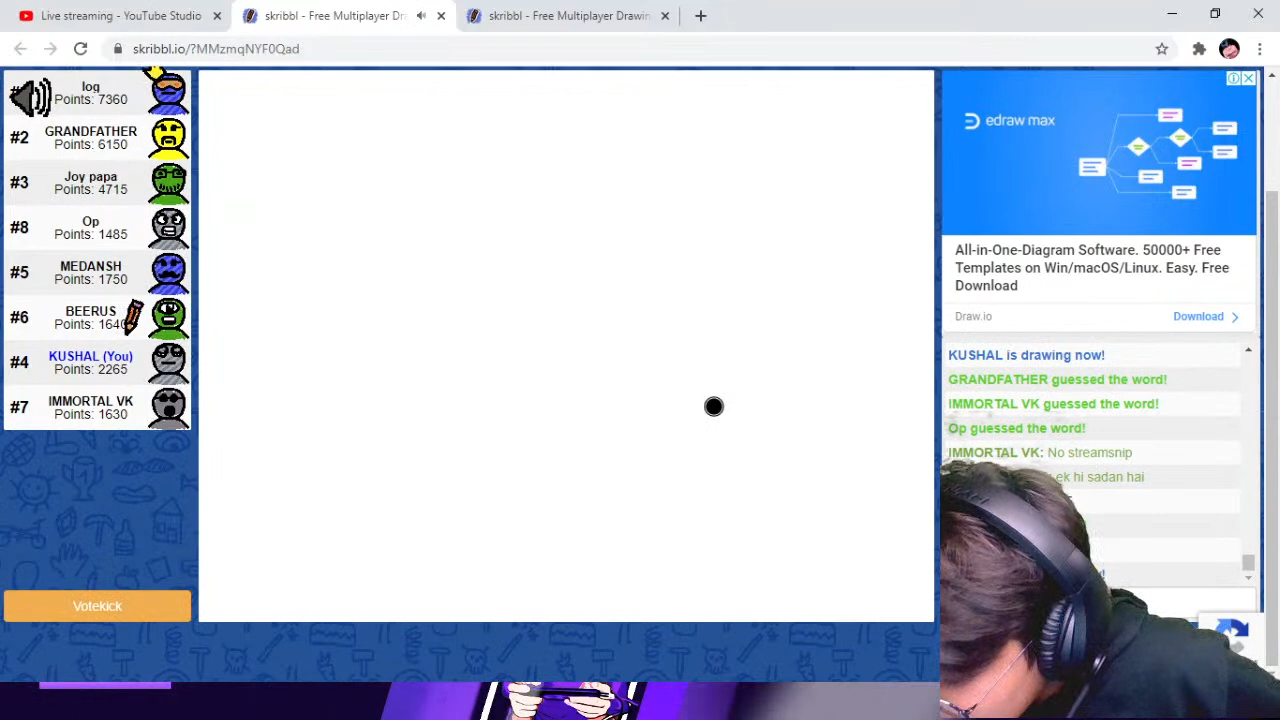 Live streaming - YouTube Studio
skribbl - Free Multiplayer Dra
skribbl - Free Multiplayer Drawin
skribbl.io/?MMzmqNYF0Qad
log
Points: 7360
#2 GRANDFATHER
Points: 6150
#3 Joy papa
Points: 4715
#8 Op
Points: 1485
#5 MEDANSH
Points: 1750
#6 BEERUS
Points: 1640
#4 KUSHAL (You)
Points: 2265
#7 IMMORTAL VK
Points: 1630
Votekick
edraw max
All-in-One-Diagram Software. 50000+ Free
Templates on Win/macOS/Linux. Easy. Free
Download
Draw.io
Download
KUSHAL is drawing now!
GRANDFATHER guessed the word!
IMMORTAL VK guessed the word!
Op guessed the word!
IMMORTAL VK: No streamsnip
ek hi sadan hai